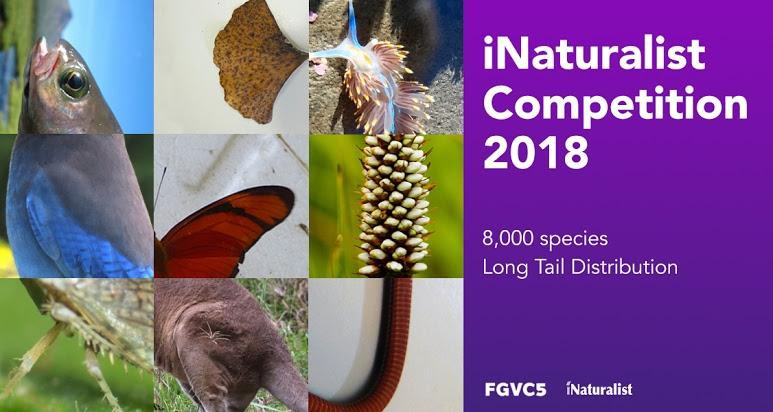 iNaturalist
Competition
2018
8,000 species
Long Tail Distribution
FGVC5 iNaturalist